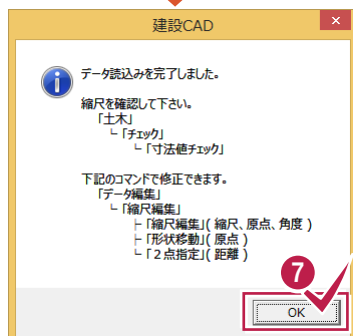 建設CAD
データ読込みを完了しました。
縮尺を確認して下さい。
「土木」
└「チェック」
└「寸法値チェック」
下記のコマンドで修正できます。
「データ編集」
└「縮尺編集」
├「縮尺編集」( 縮尺、原点、角度 )
├「形状移動」( 原点 )
└「２点指定」( 距離 )
7
OK